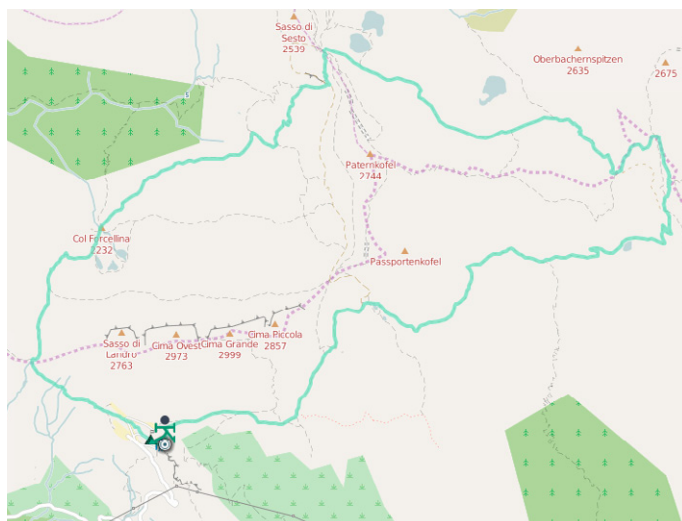 Sasso di
Sesto
2539
Oberbachernspitzen
2635
2675
5
Paternkofel
2744
Col Forcellina
2232
Passportenkofel
Sasso di
Landro
2763
Cima Ovest
2973
Cima Grande
2999
Cima Piccola
2857